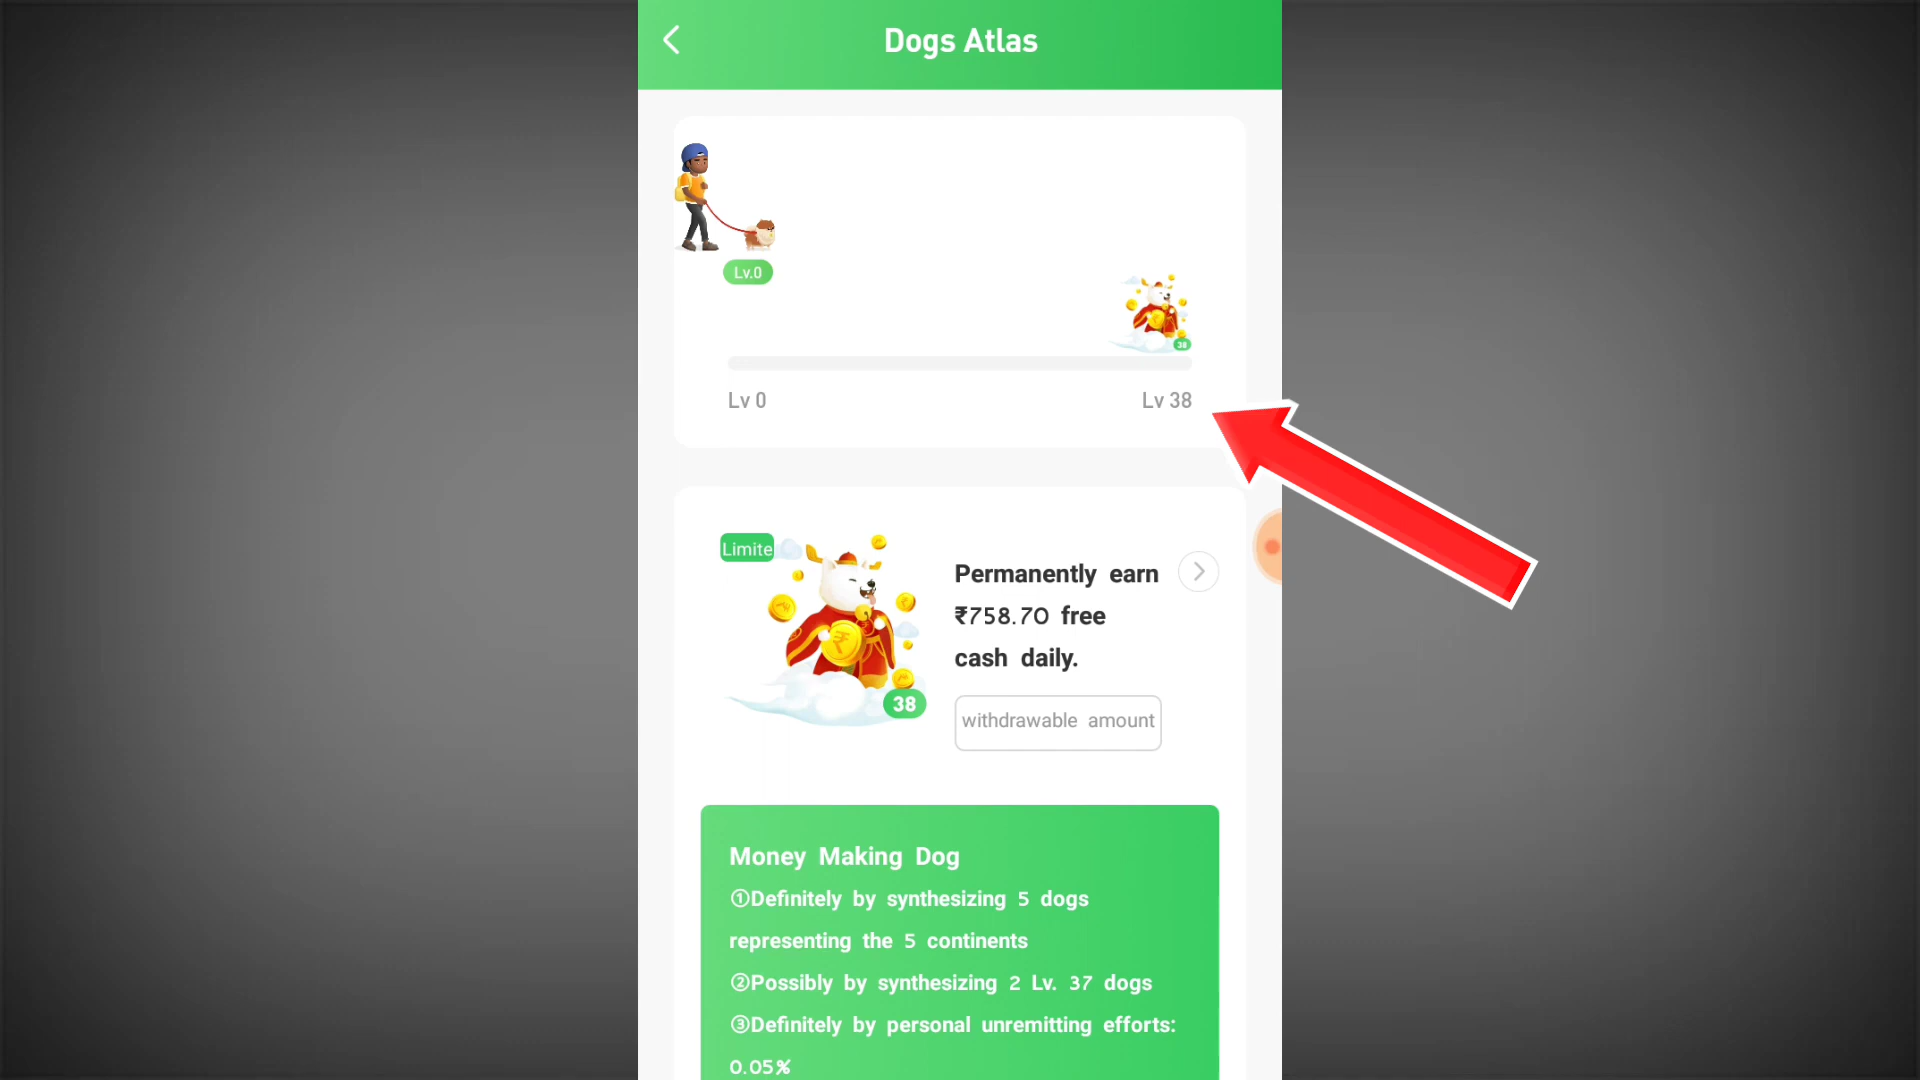 Dogs Atlas
Lv.0
38
Lv 0
Lv 38
Limite
Permanently earn
₹758.70 free
cash daily.
38
withdrawable amount
Money Making Dog
①Definitely by synthesizing 5 dogs
representing the 5 continents
②Possibly by synthesizing 2 Lv. 37 dogs
③Definitely by personal unremitting efforts:
0.05%